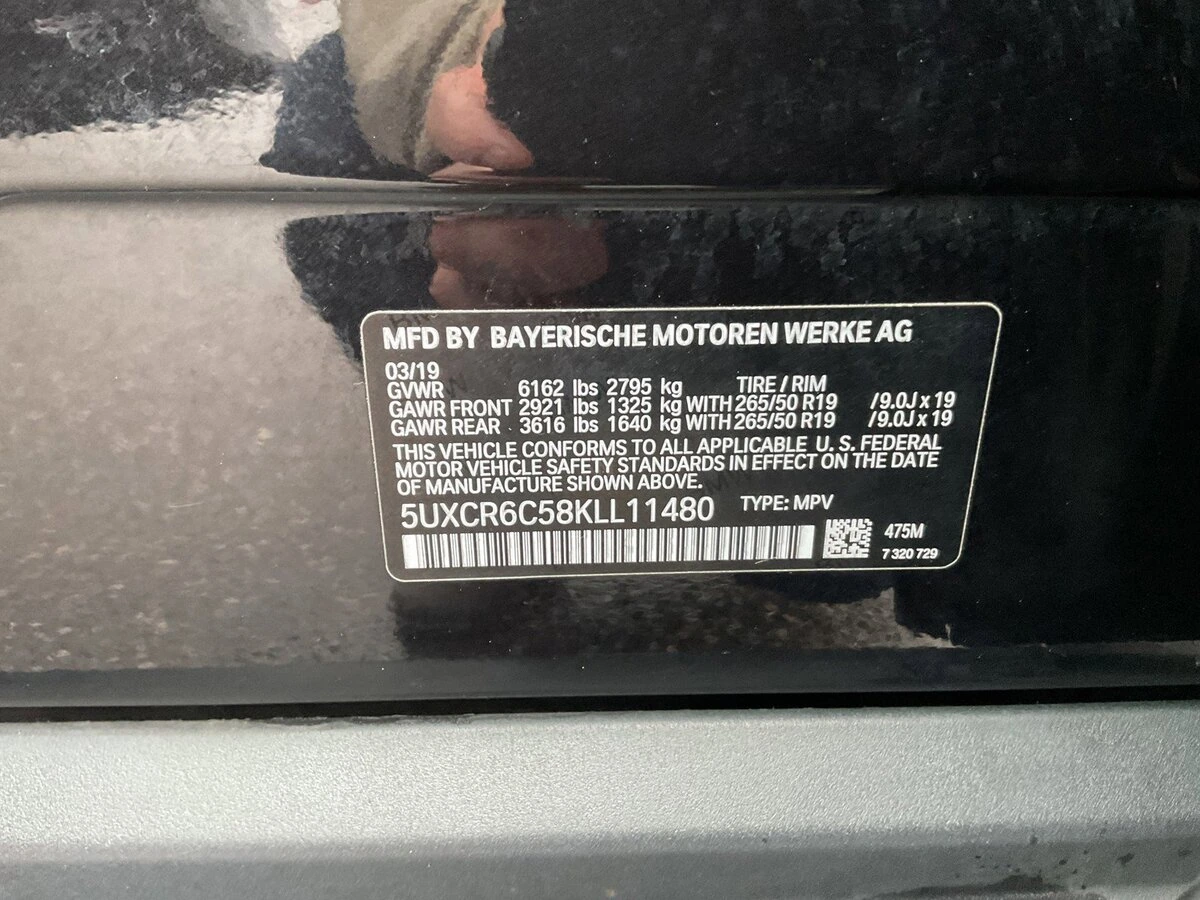 MFD BY BAYERISCHE MOTOREN WERKE AG
03/19
GVWR 6162 lbs 2795 kg TIRE / RIM
GAWR FRONT 2921 lbs 1325 kg WITH 265/50 R19 /9.0J x 19
GAWR REAR 3616 lbs 1640 kg WITH 265/50 R19 /9.0J x 19
THIS VEHICLE CONFORMS TO ALL APPLICABLE U. S. FEDERAL
MOTOR VEHICLE SAFETY STANDARDS IN EFFECT ON THE DATE
OF MANUFACTURE SHOWN ABOVE.
5UXCR6C58KLL11480 TYPE: MPV
475M
7 320 729